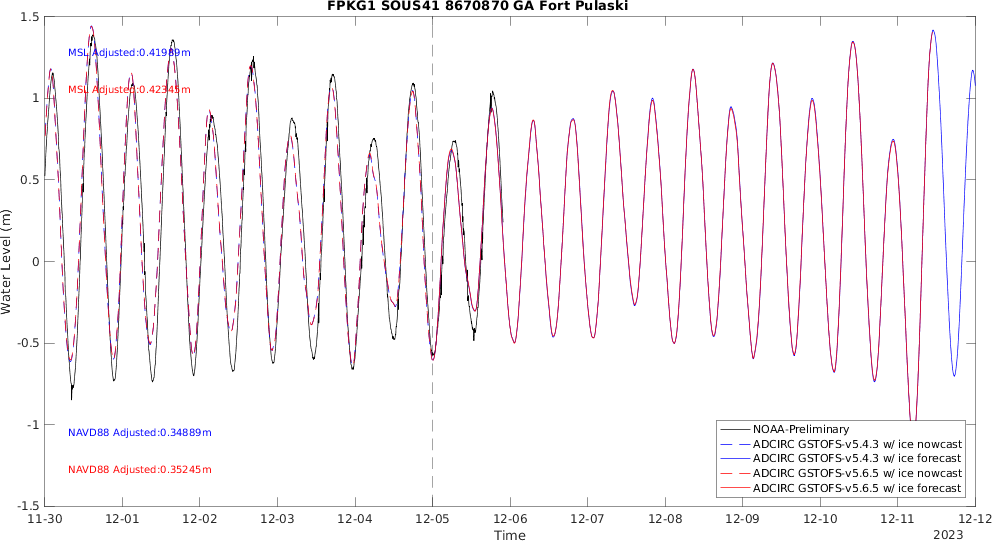 FPKG1 SOUS41 8670870 GA Fort Pulaski
1.5
1
0.5
0
-0.5
-1
-1.5
Water Level (m)
MSL Adjusted:0.41989m
MSL Adjusted:0.42345m
NAVD88 Adjusted:0.34889m
NAVD88 Adjusted:0.35245m
NOAA-Preliminary
ADCIRC GSTOFS-v5.4.3 w/ ice nowcast
ADCIRC GSTOFS-v5.4.3 w/ ice forecast
ADCIRC GSTOFS-v5.6.5 w/ ice nowcast
ADCIRC GSTOFS-v5.6.5 w/ ice forecast
11-30 12-01 12-02 12-03 12-04 12-05 12-06 12-07 12-08 12-09 12-10 12-11 12-12
Time
2023